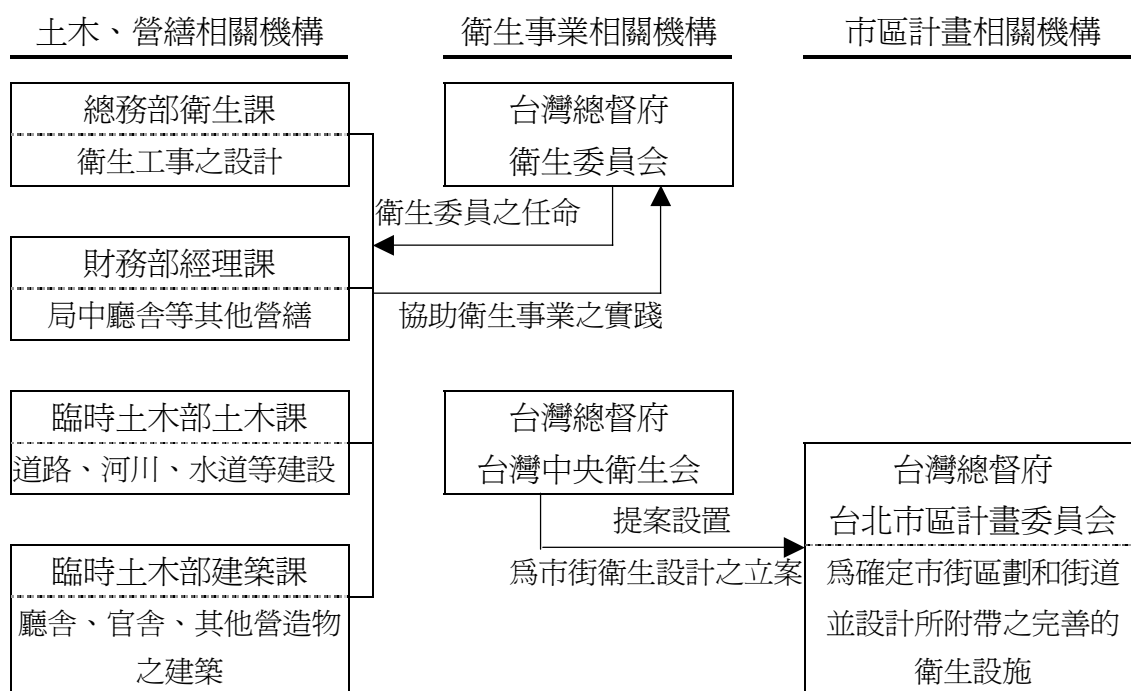 土木、營繕相關機構
總務部衛生課
衛生工事之設計
財務部經理課
局中廳舍等其他營繕
臨時土木部土木課
道路、河川、水道等建設
臨時土木部建築課
廳舍、官舍、其他營造物
之建築
衛生事業相關機構
台灣總督府
衛生委員会
衛生委員之任命
協助衛生事業之實踐
台灣總督府
台灣中央衛生会
提案設置
爲市街衛生設計之立案
市區計畫相關機構
台灣總督府
台北市區計畫委員会
爲確定市街區劃和街道
並設計所附帶之完善的
衛生設施